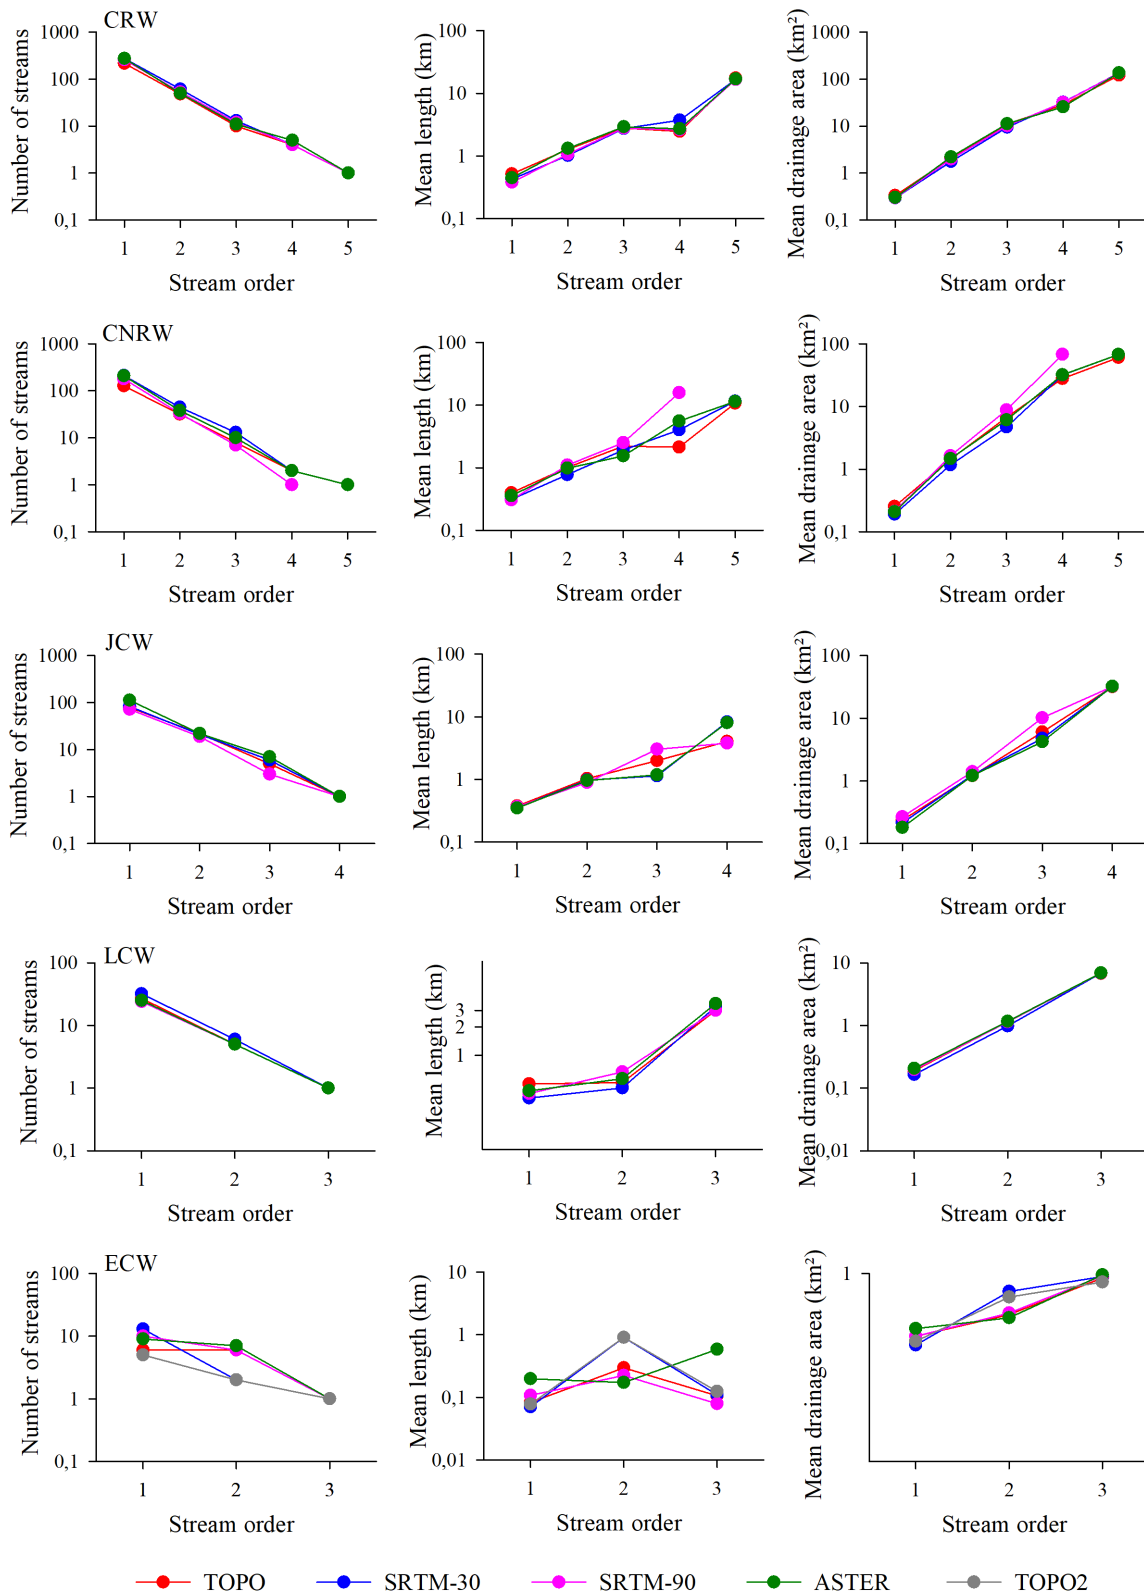 CRW
Number of streams
1000
100
10
1
0,1
1 2 3 4 5
Stream order
Mean length (km)
100
10
1
0,1
1 2 3 4 5
Stream order
Mean drainage area (km²)
1000
100
10
1
0,1
1 2 3 4 5
Stream order
CNRW
Number of streams
1000
100
10
1
0,1
1 2 3 4 5
Stream order
Mean length (km)
100
10
1
0,1
1 2 3 4 5
Stream order
Mean drainage area (km²)
100
10
1
0,1
1 2 3 4 5
Stream order
JCW
Number of streams
1000
100
10
1
0,1
1 2 3 4
Stream order
Mean length (km)
100
10
1
0,1
1 2 3 4
Stream order
Mean drainage area (km²)
100
10
1
0,1
1 2 3 4
Stream order
LCW
Number of streams
100
10
1
0,1
1 2 3
Stream order
Mean length (km)
3
2
1
1 2 3
Stream order
Mean drainage area (km²)
10
1
0,1
0,01
1 2 3
Stream order
ECW
Number of streams
100
10
1
0,1
1 2 3
Stream order
Mean length (km)
10
1
0,1
0,01
1 2 3
Stream order
Mean drainage area (km²)
1
1 2 3
Stream order
TOPO SRTM-30 SRTM-90 ASTER TOPO2